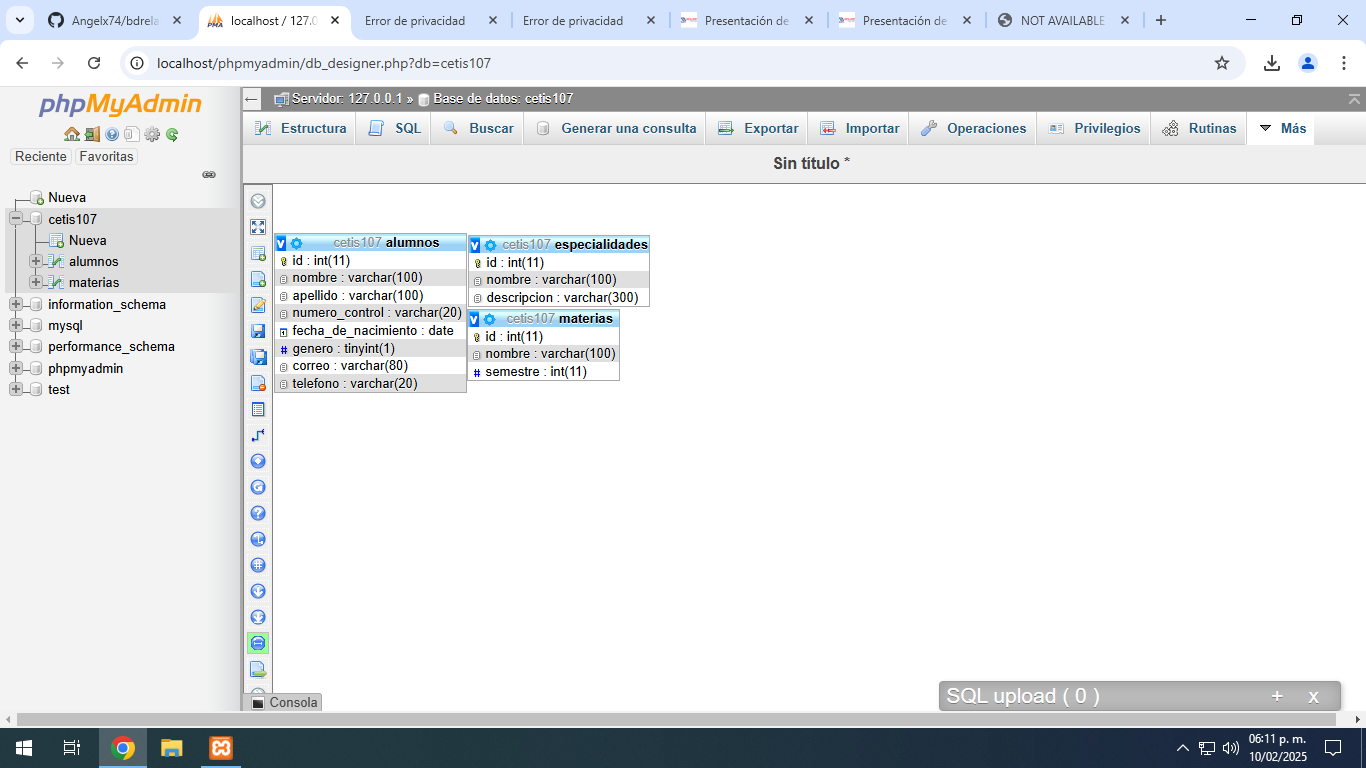 Angelx74/bdrela
localhost / 127.0
Error de privacidad
Error de privacidad
Presentación de
Presentación de
NOT AVAILABLE
localhost/phpmyadmin/db_designer.php?db=cetis107
phpMyAdmin
Reciente
Favoritas
Nueva
cetis107
Nueva
alumnos
materias
information_schema
mysql
performance_schema
phpmyadmin
test
Servidor: 127.0.0.1 » Base de datos: cetis107
Estructura
SQL
Buscar
Generar una consulta
Exportar
Importar
Operaciones
Privilegios
Rutinas
Más
Sin título *
cetis107 alumnos
id : int(11)
nombre : varchar(100)
apellido : varchar(100)
numero_control : varchar(20)
fecha_de_nacimiento : date
genero : tinyint(1)
correo : varchar(80)
telefono : varchar(20)
cetis107 especialidades
id : int(11)
nombre : varchar(100)
descripcion : varchar(300)
cetis107 materias
id : int(11)
nombre : varchar(100)
semestre : int(11)
Consola
SQL upload ( 0 ) + x
06:11 p. m.
10/02/2025